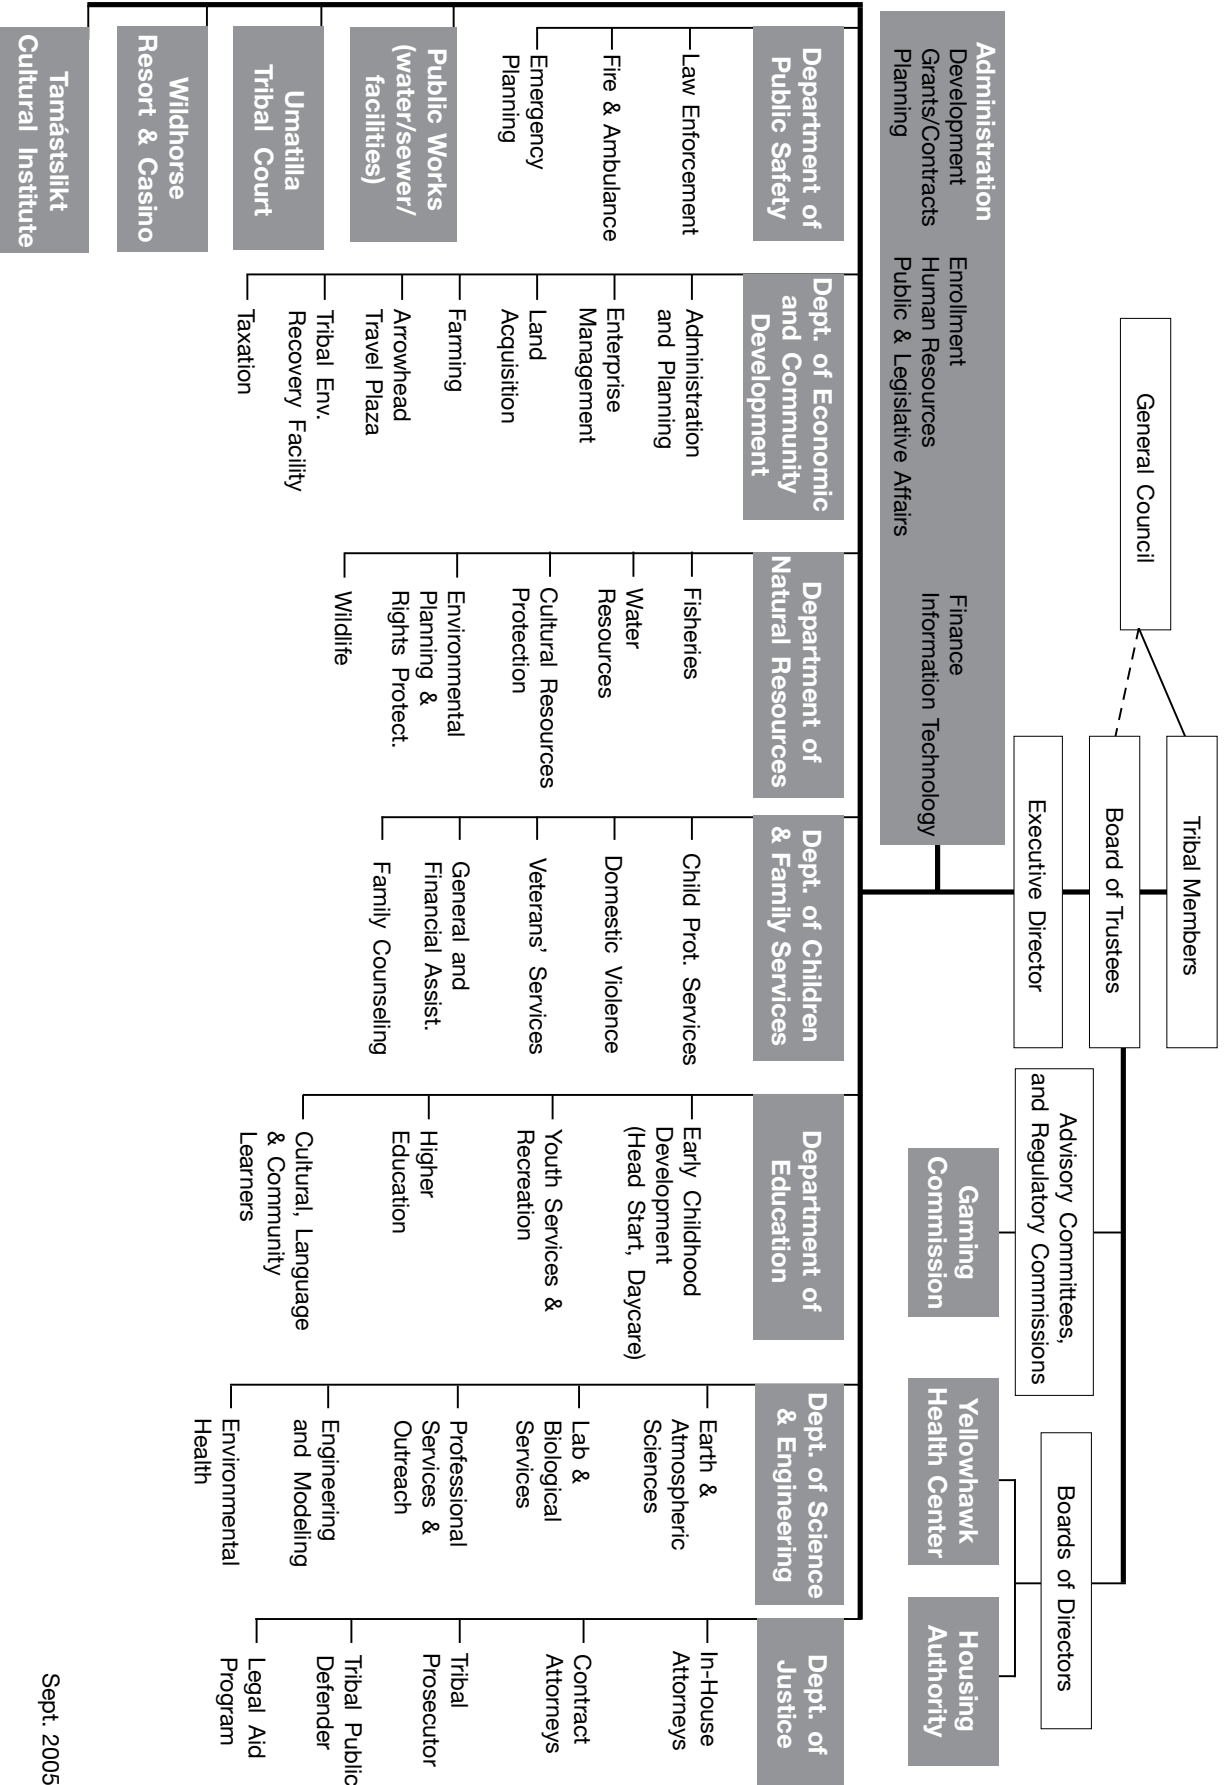 Tribal Members
General Council
Board of Trustees
Executive Director
Advisory Committees,
and Regulatory Commissions
Boards of Directors
Gaming
Commission
Yellowhawk
Health Center
Housing
Authority
Administration
Development
Grants/Contracts
Planning
Enrollment
Human Resources
Public & Legislative Affairs
Finance
Information Technology
Department of
Public Safety
Law Enforcement
Fire & Ambulance
Emergency
Planning
Public Works
(water/sewer/
facilities)
Umatilla
Tribal Court
Wildhorse
Resort & Casino
Tamástslikt
Cultural Institute
Dept. of Economic
and Community
Development
Administration
and Planning
Enterprise
Management
Land
Acquisition
Farming
Arrowhead
Travel Plaza
Tribal Env.
Recovery Facility
Taxation
Department of
Natural Resources
Fisheries
Water
Resources
Cultural Resources
Protection
Environmental
Planning &
Rights Protect.
Wildlife
Dept. of Children
& Family Services
Child Prot. Services
Domestic Violence
Veterans’ Services
General and
Financial Assist.
Family Counseling
Department of
Education
Early Childhood
Development
(Head Start, Daycare)
Youth Services &
Recreation
Higher
Education
Cultural, Language
& Community
Learners
Dept. of Science
& Engineering
Earth &
Atmospheric
Sciences
Lab &
Biological
Services
Professional
Services &
Outreach
Engineering
and Modeling
Environmental
Health
Dept. of
Justice
In-House
Attorneys
Contract
Attorneys
Tribal
Prosecutor
Tribal Public
Defender
Legal Aid
Program
Sept. 2005